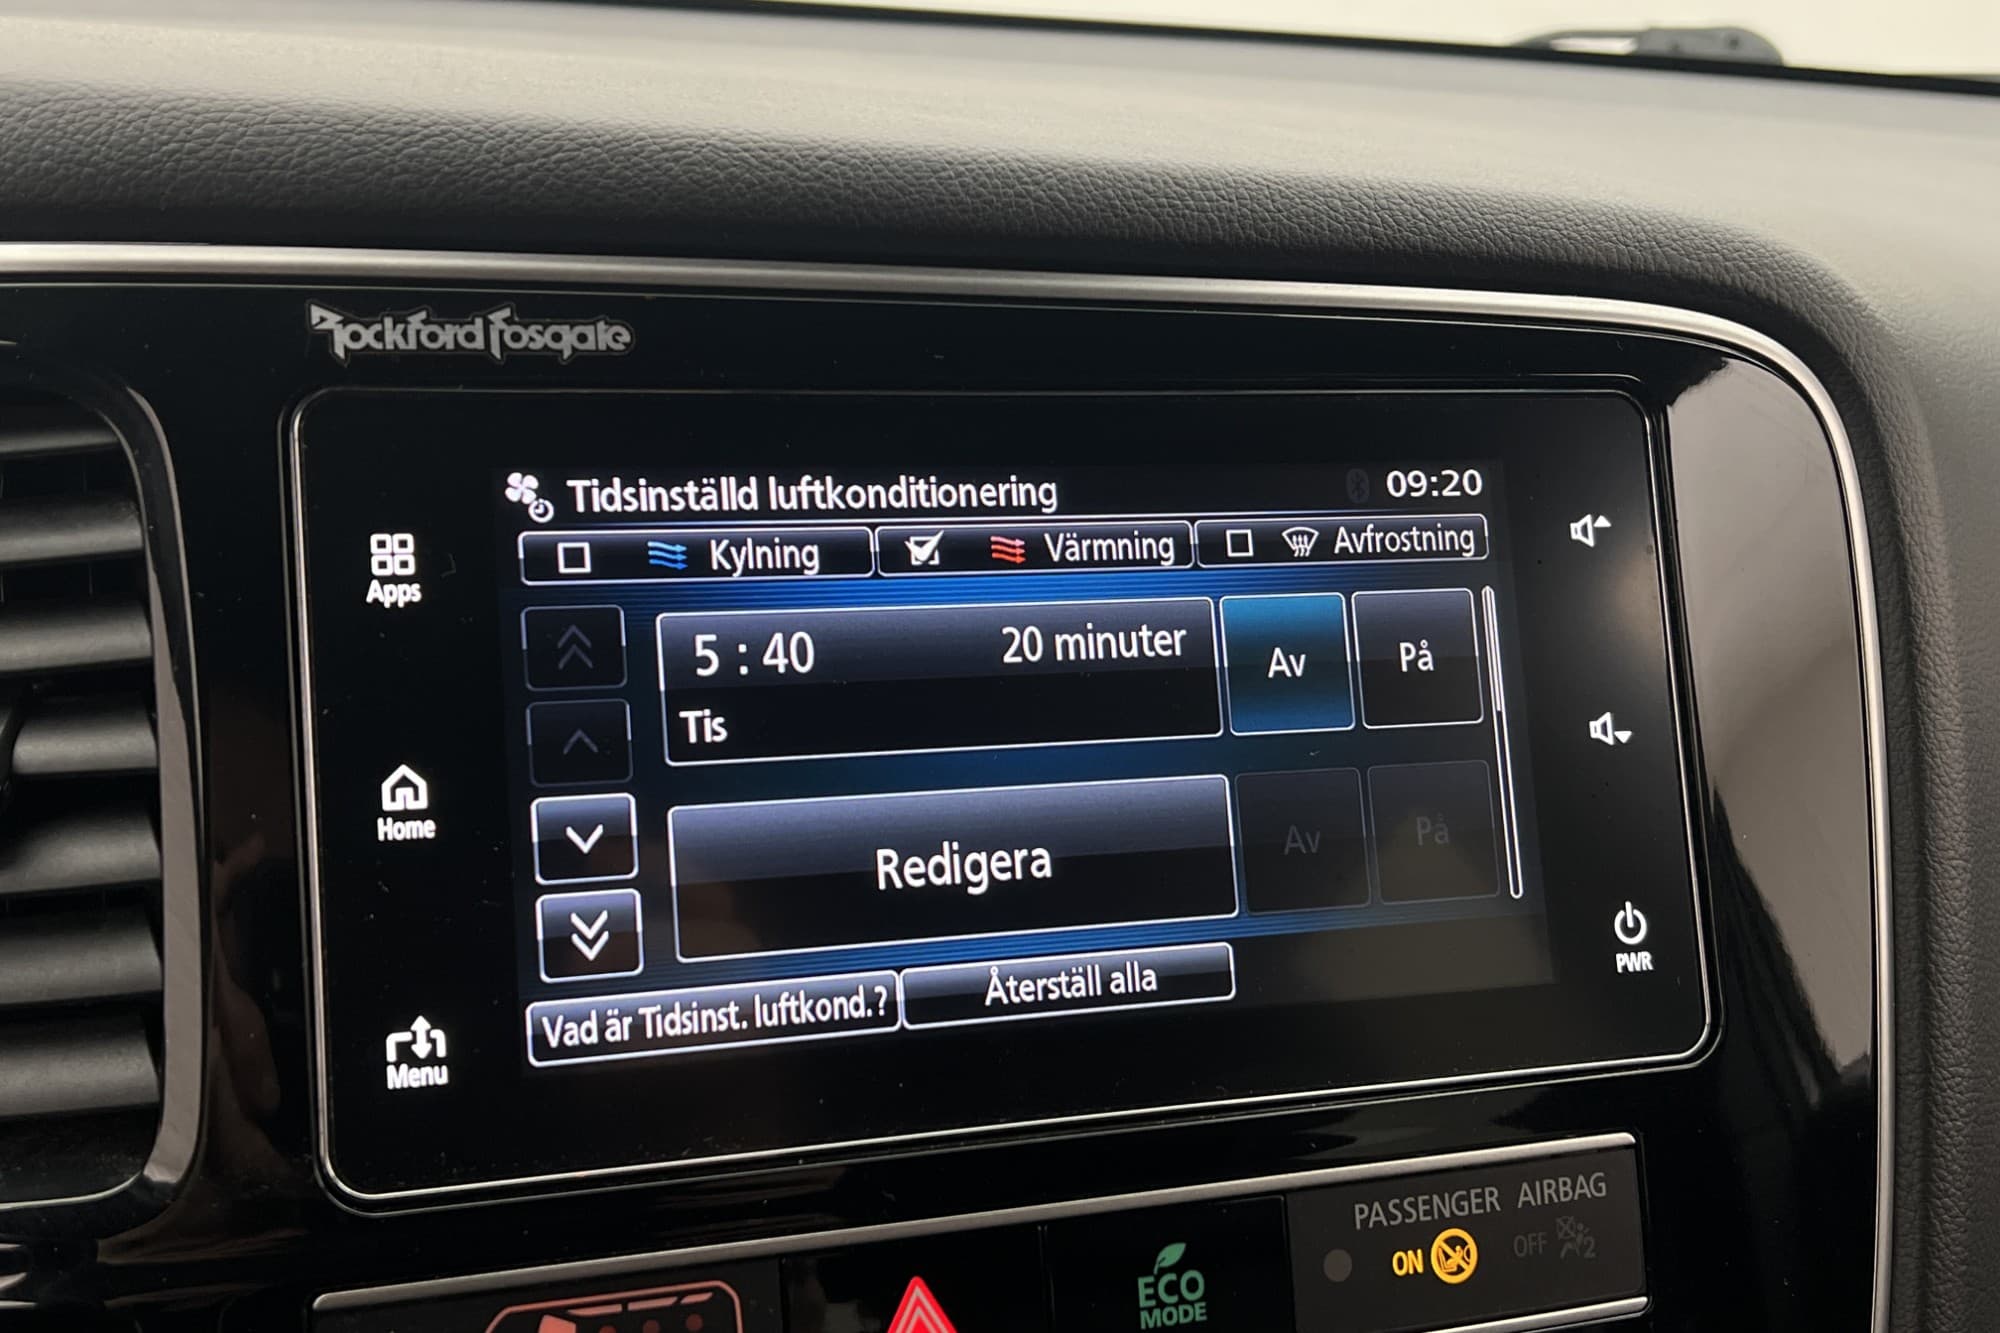 Rockford Fosgate
Tidsinställd luftkonditionering
09:20
Kylning
Värmning
Avfrostning
5 : 40
20 minuter
Av
På
Tis
Redigera
Av
På
Vad är Tidsinst. luftkond.?
Återställ alla
Apps
Home
Menu
PWR
PASSENGER AIRBAG
ON
OFF
2
ECO
MODE